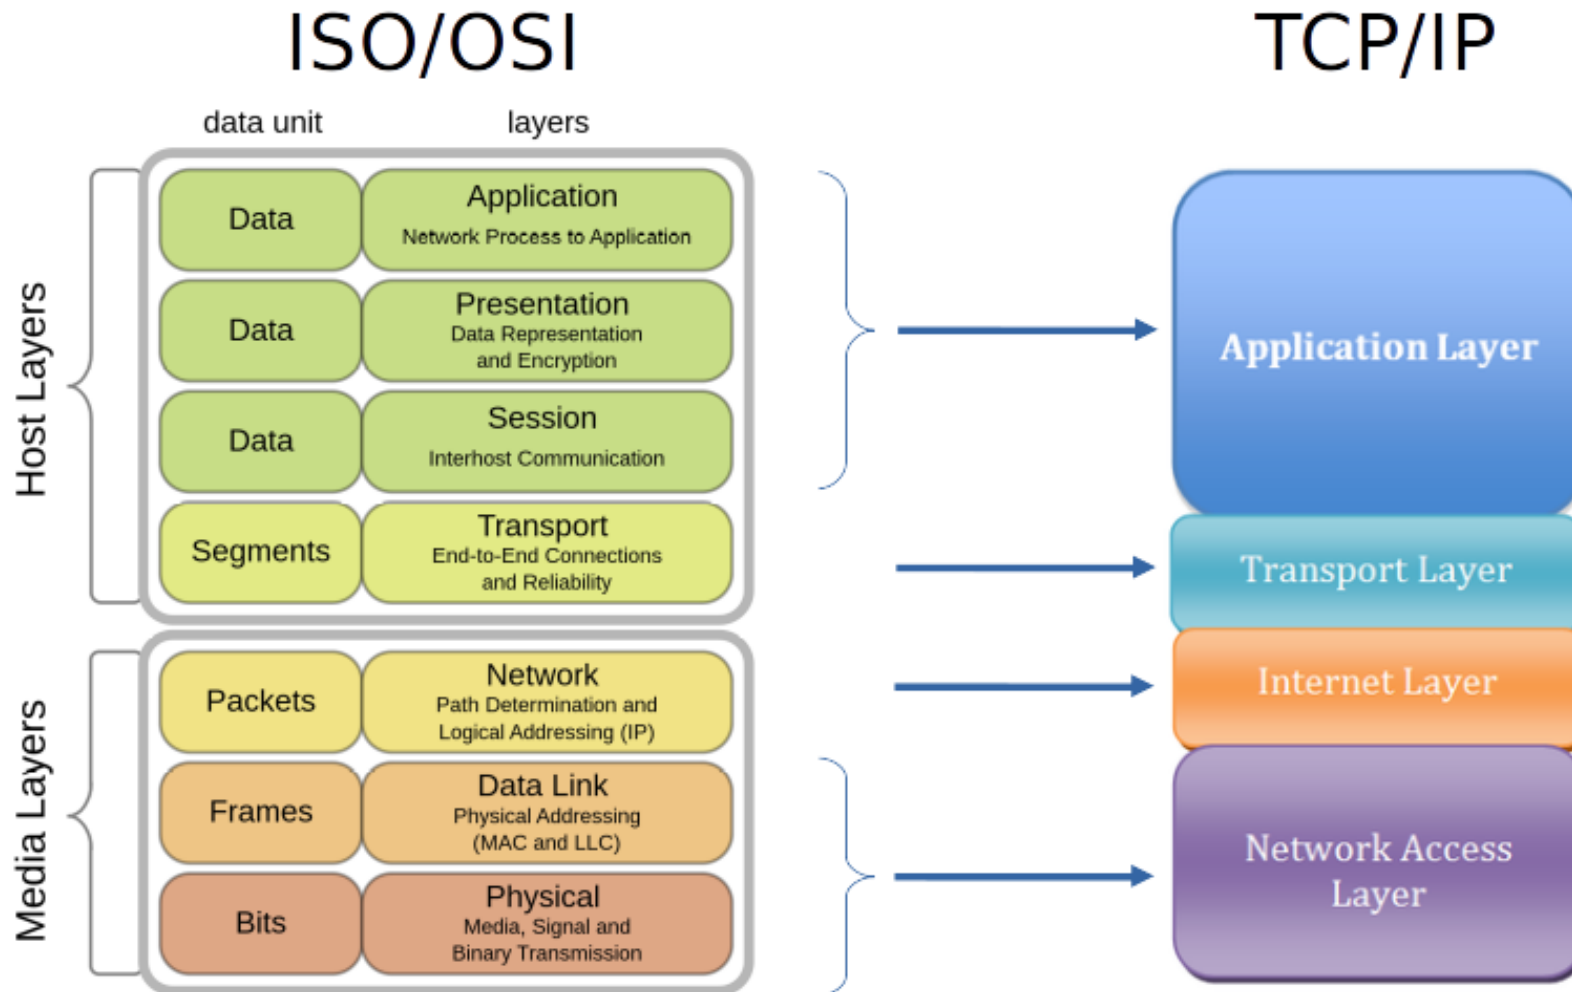 ISO/OSI
TCP/IP
data unit
layers
Host Layers
Data
Application
Network Process to Application
Data
Presentation
Data Representation
and Encryption
Data
Session
Interhost Communication
Segments
Transport
End-to-End Connections
and Reliability
Media Layers
Packets
Network
Path Determination and
Logical Addressing (IP)
Frames
Data Link
Physical Addressing
(MAC and LLC)
Bits
Physical
Media, Signal and
Binary Transmission
Application Layer
Transport Layer
Internet Layer
Network Access
Layer